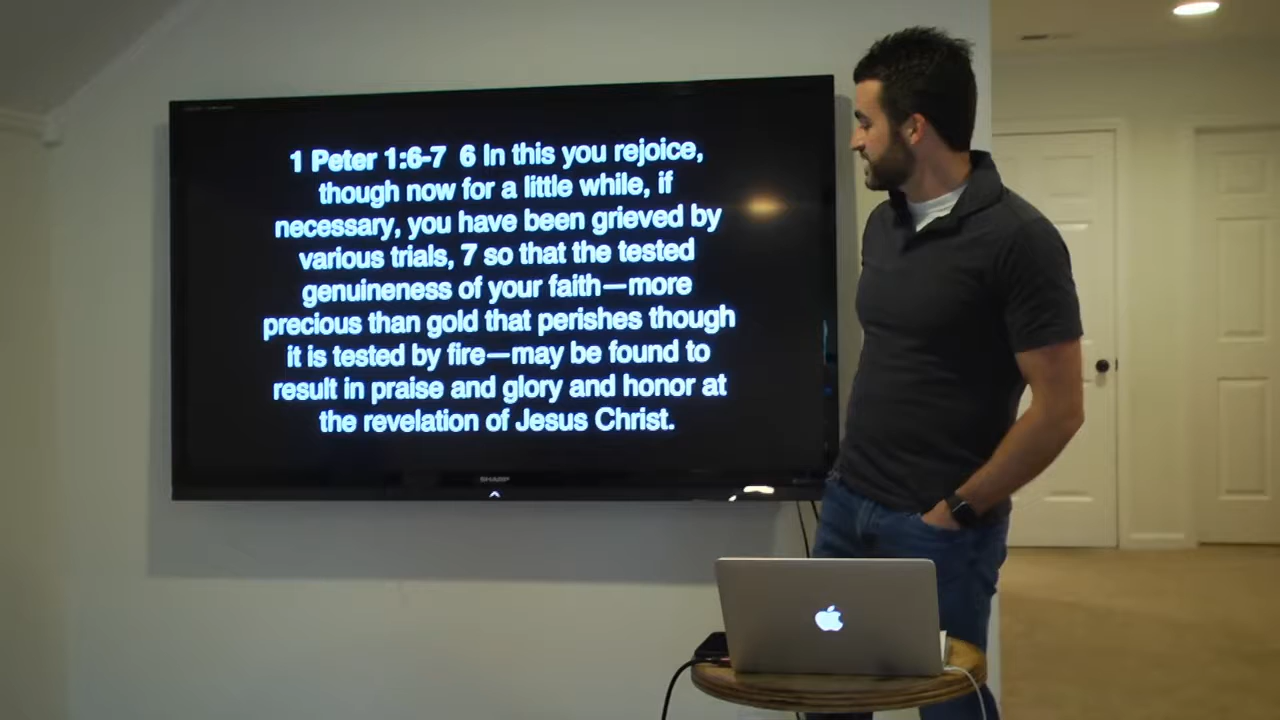 1 Peter 1:6-7 6 In this you rejoice,
though now for a little while, if
necessary, you have been grieved by
various trials, 7 so that the tested
genuineness of your faith—more
precious than gold that perishes though
it is tested by fire—may be found to
result in praise and glory and honor at
the revelation of Jesus Christ.
SHARP